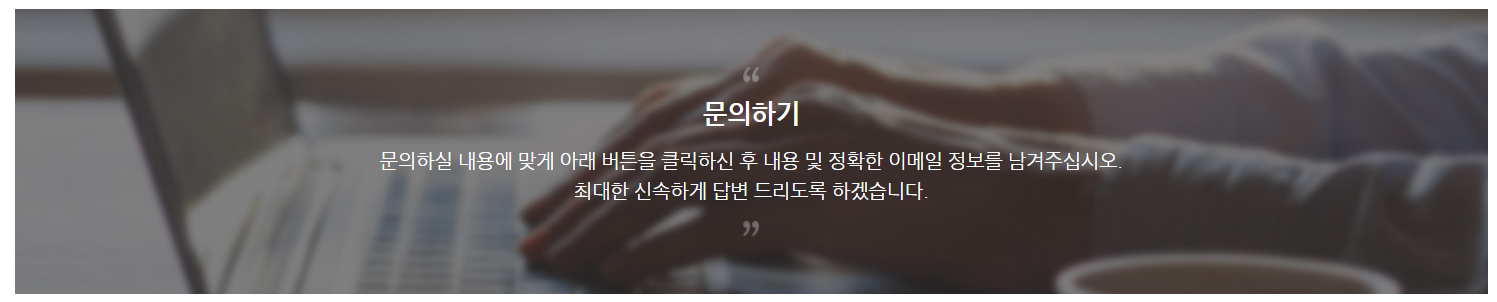 “
문의하기
문의하실 내용에 맞게 아래 버튼을 클릭하신 후 내용 및 정확한 이메일 정보를 남겨주십시오.
최대한 신속하게 답변 드리도록 하겠습니다.
”